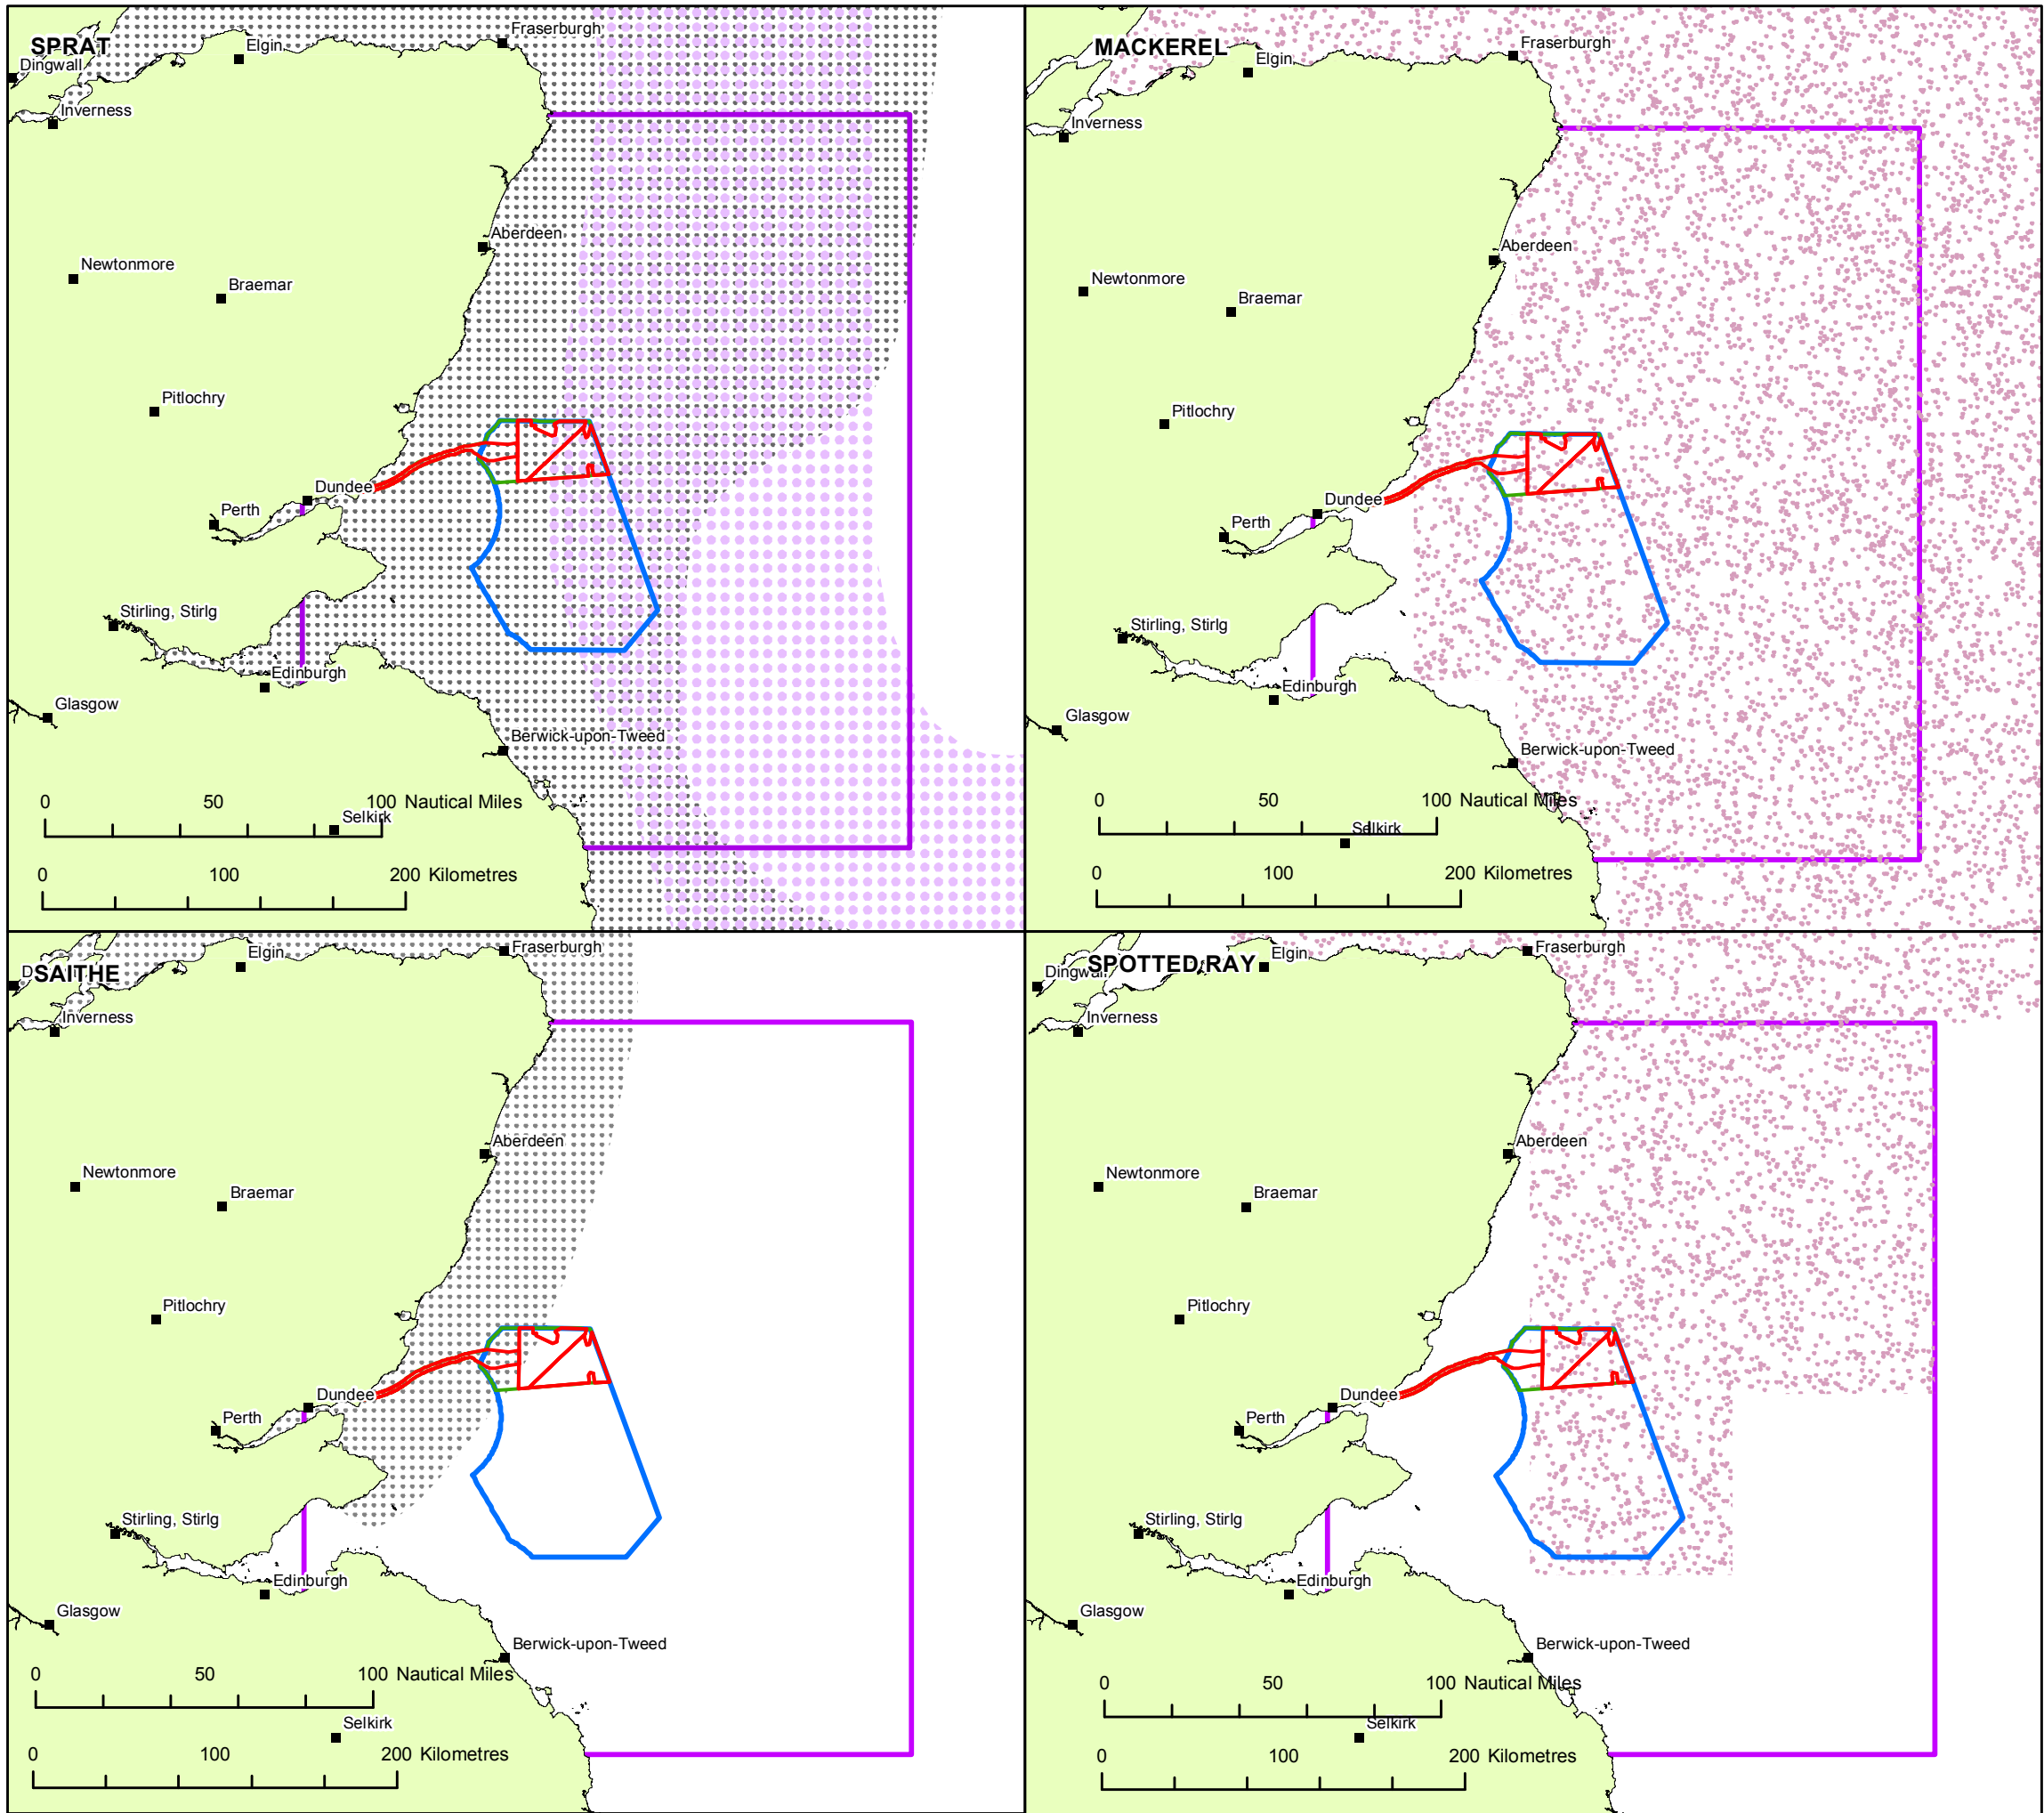 SPRAT
Fraserburgh
Elgin
Dingwall
Inverness
Aberdeen
Newtonmore
Braemar
Pitlochry
Dundee
Perth
Stirling, Stirlg
Edinburgh
Glasgow
Berwick-upon-Tweed
0 50 100 Nautical Miles
Selkirk
0 100 200 Kilometres
MACKEREL
Fraserburgh
Elgin
Inverness
Aberdeen
Newtonmore
Braemar
Pitlochry
Dundee
Perth
Stirling, Stirlg
Edinburgh
Glasgow
Berwick-upon-Tweed
0 50 100 Nautical Miles
Selkirk
0 100 200 Kilometres
SAITHE
Fraserburgh
Elgin
Inverness
Aberdeen
Newtonmore
Braemar
Pitlochry
Dundee
Perth
Stirling, Stirlg
Edinburgh
Glasgow
Berwick-upon-Tweed
0 50 100 Nautical Miles
Selkirk
0 100 200 Kilometres
SPOTTED RAY
Fraserburgh
Elgin
Dingwall
Inverness
Aberdeen
Newtonmore
Braemar
Pitlochry
Dundee
Perth
Stirling, Stirlg
Edinburgh
Glasgow
Berwick-upon-Tweed
0 50 100 Nautical Miles
Selkirk
0 100 200 Kilometres